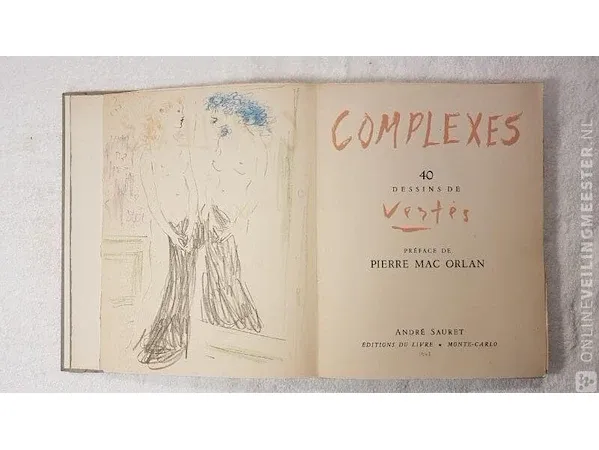 COMPLEXES
40
DESSINS DE
Vertès
PRÉFACE DE
PIERRE MAC ORLAN
ANDRÉ SAURET
ÉDITIONS DU LIVRE • MONTE-CARLO
ONLINEVEILINGMEESTER.NL